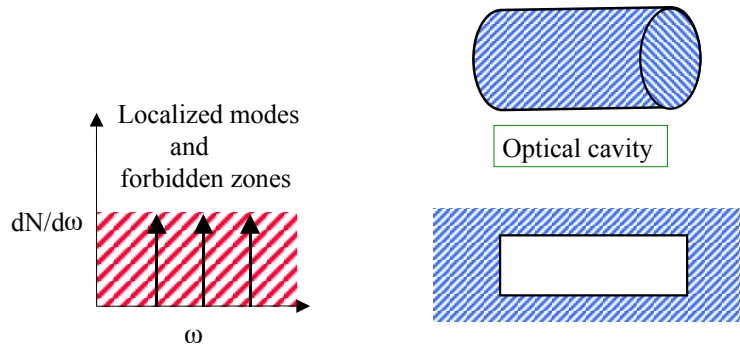 Localized modes
and
forbidden zones
dN/dω
ω
Optical cavity